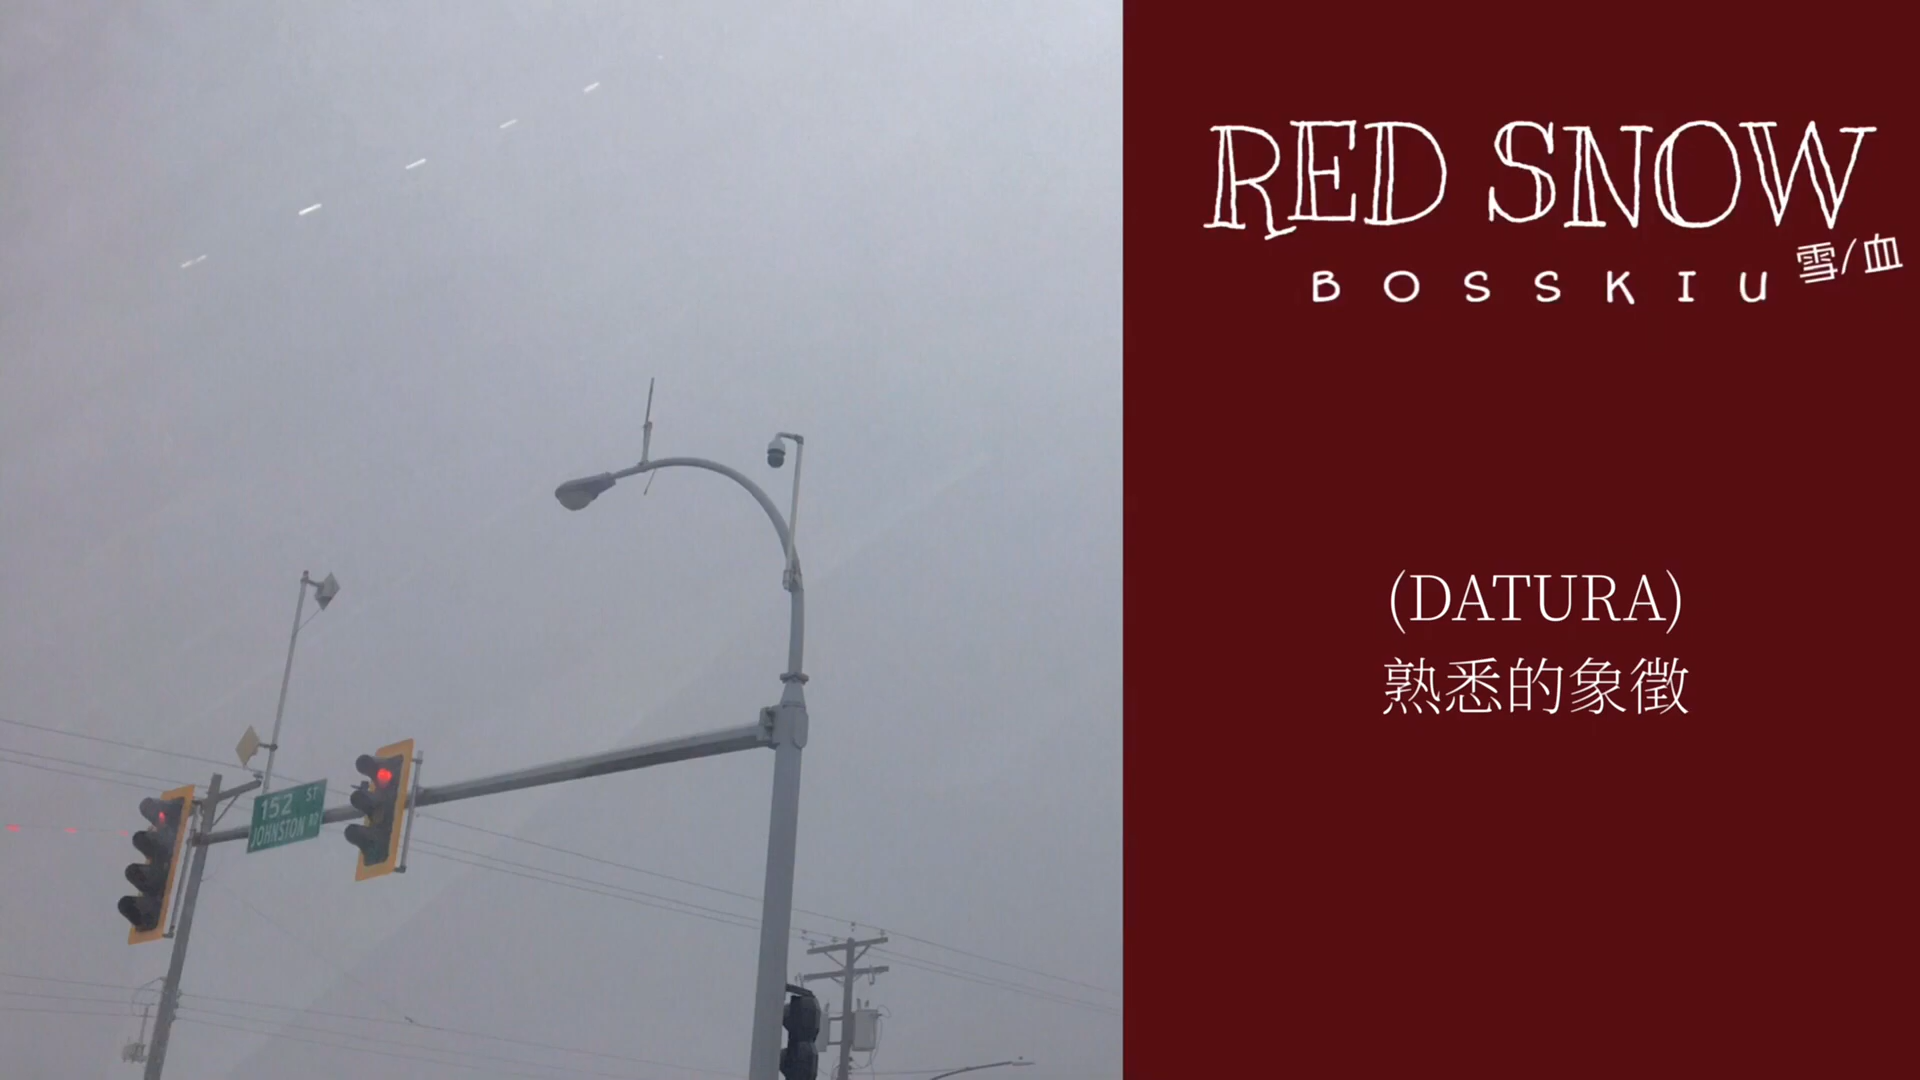 152 ST
JOHNSTON RD
RED SNOW
雪/血
BOSSKIU
(DATURA)
熟悉的象徵